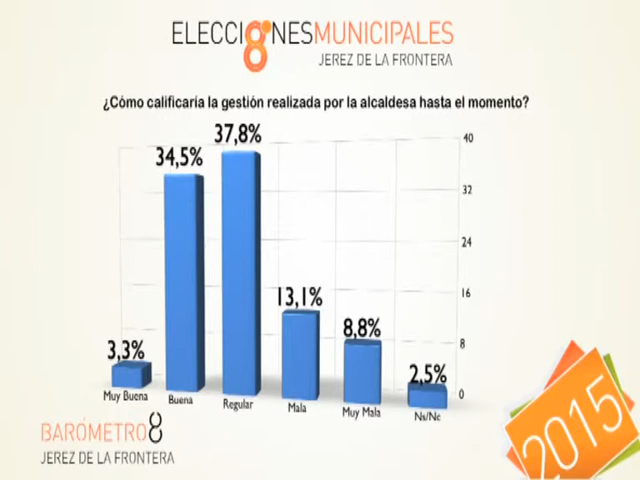 ELECCI8NESMUNICIPALES
JEREZ DE LA FRONTERA
¿Cómo calificaría la gestión realizada por la alcaldesa hasta el momento?
37,8%
34,5%
13,1%
8,8%
3,3%
2,5%
40
32
24
16
8
0
Muy Buena
Buena
Regular
Mala
Muy Mala
Ns/Nc
BARÓMETRO8
JEREZ DE LA FRONTERA
2015